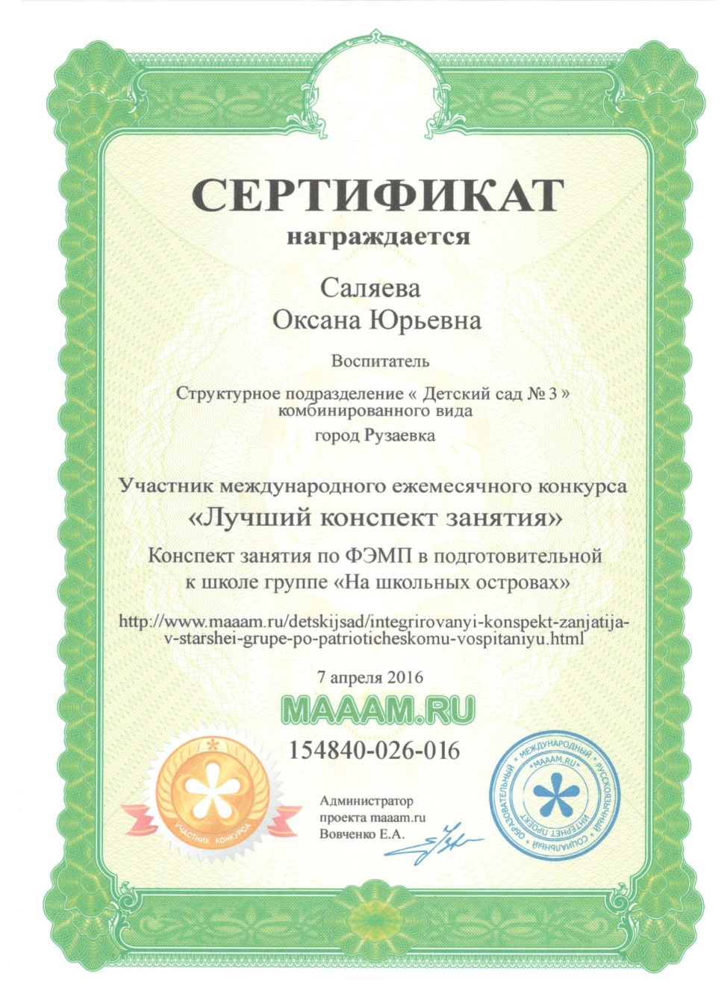 СЕРТИФИКАТ
награждается
Саляева
Оксана Юрьевна
Воспитатель
Структурное подразделение « Детский сад № 3 »
комбинированного вида
город Рузаевка
Участник международного ежемесячного конкурса
«Лучший конспект занятия»
Конспект занятия по ФЭМП в подготовительной
к школе группе «На школьных островах»
http://www.maaam.ru/detskijsad/integrirovanyi-konspekt-zanjatija-
v-starshei-grupe-po-patrioticheskomu-vospitaniyu.html
7 апреля 2016
MAAAM.RU
154840-026-016
УЧАСТНИК КОНКУРСА
Администратор
проекта maaam.ru
Вовченко Е.А.
* МЕЖДУНАРОДНЫЙ * РУССКОЯЗЫЧНЫЙ * СОЦИАЛЬНЫЙ * ОБРАЗОВАТЕЛЬНЫЙ
*MAAAM.RU*
ИНТЕРНЕТ ПРОЕКТ